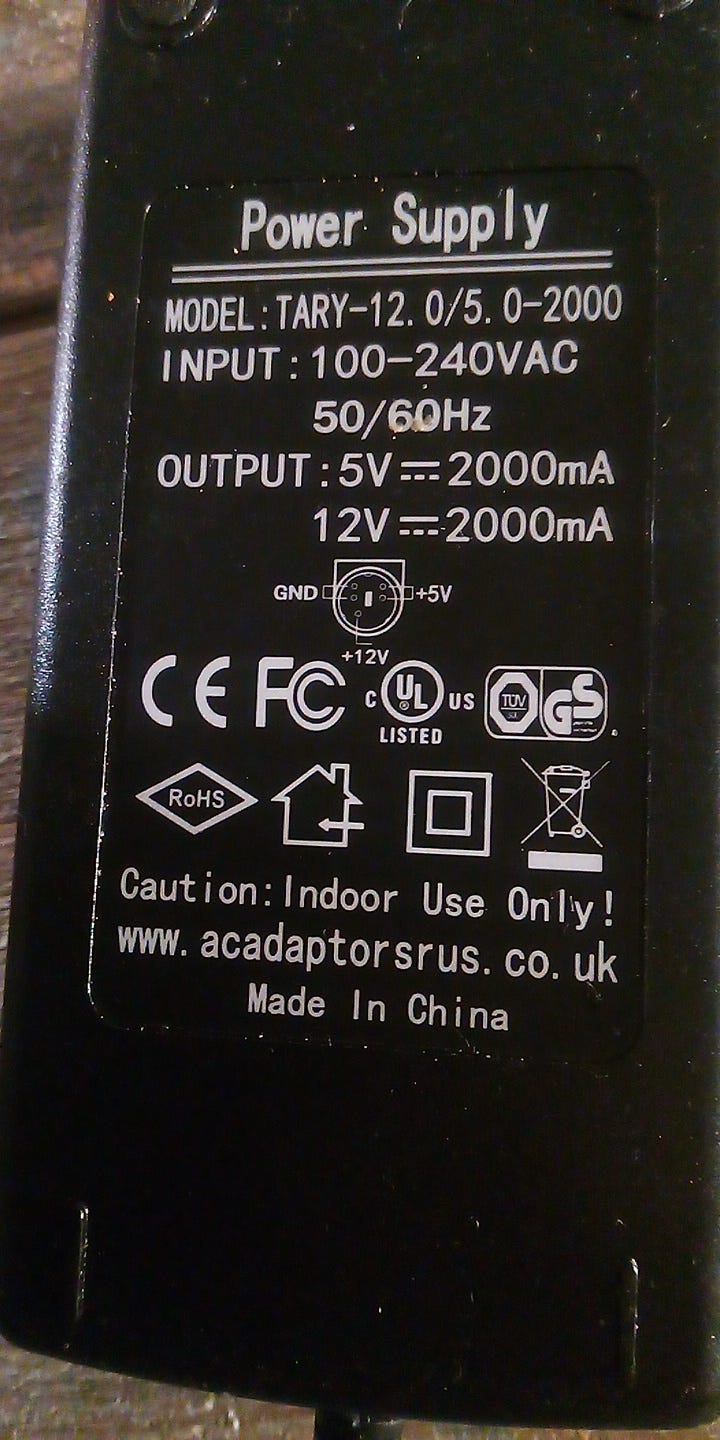 Power Supply
MODEL:TARY-12.0/5.0-2000
INPUT:100-240VAC
50/60Hz
OUTPUT:5V⎓2000mA
12V⎓2000mA
GND +5V
+12V
CE FC c UL US TUV GS
LISTED
RoHS
Caution:Indoor Use Only!
www.acadaptorsrus.co.uk
Made In China